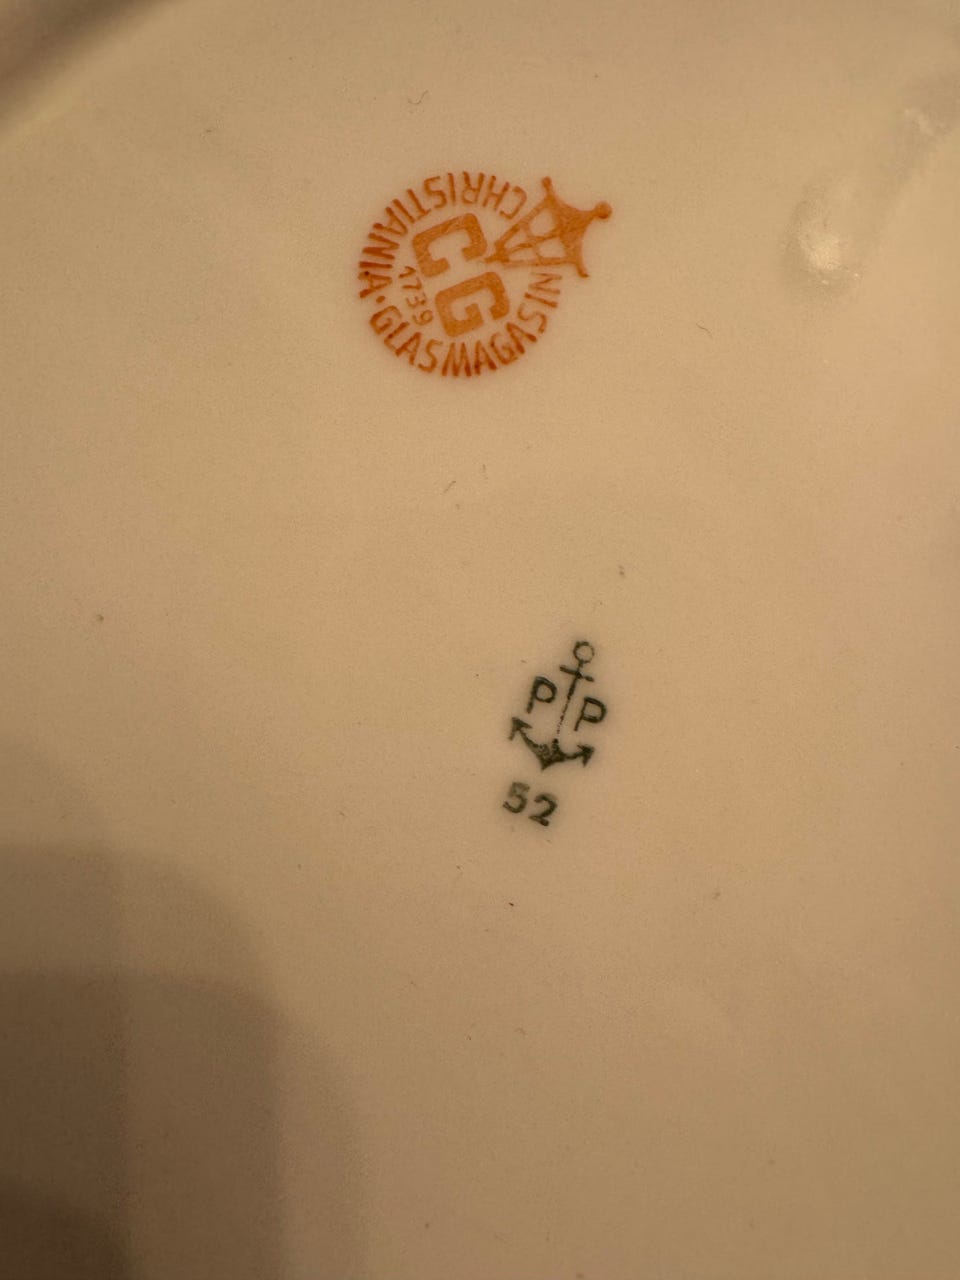 CHRISTIANIA · GLASMAGASIN
CG
1739
P P
52